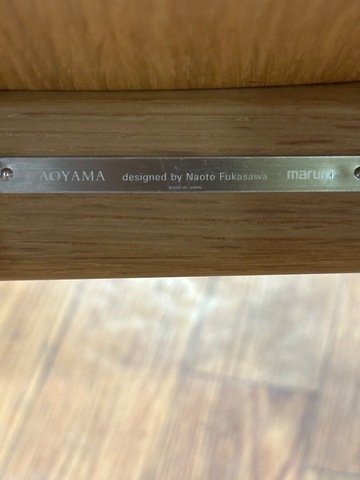 AOYAMA designed by Naoto Fukasawa maruni
MADE IN JAPAN